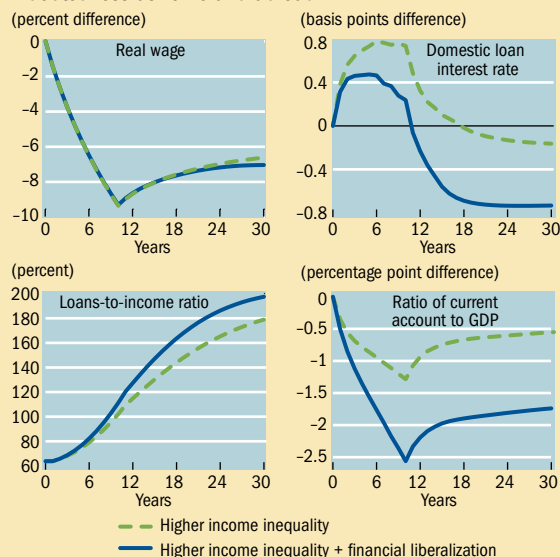 (percent difference)
Real wage
0
–2
–4
–6
–8
–10
0 6 12 18 24 30
Years
(basis points difference)
Domestic loan
interest rate
0.8
0.4
0
–0.4
–0.8
0 6 12 18 24 30
Years
(percent)
Loans-to-income ratio
200
180
160
140
120
100
80
60
0 6 12 18 24 30
Years
(percentage point difference)
Ratio of current
account to GDP
0
–0.5
–1
–1.5
–2
–2.5
0 6 12 18 24 30
Years
Higher income inequality
Higher income inequality + financial liberalization